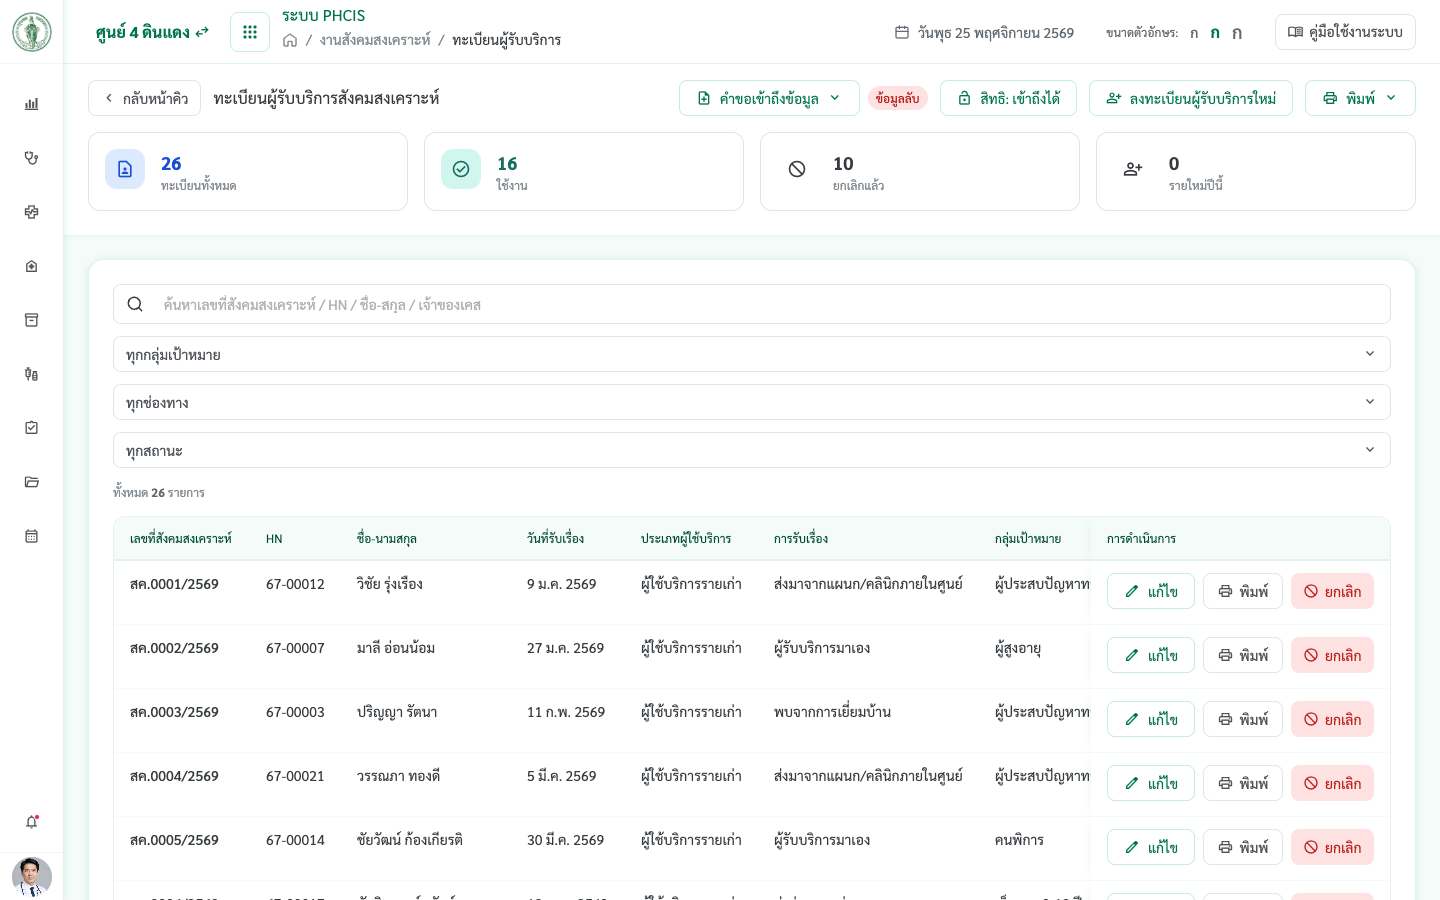 ศูนย์ 4 ดินแดง
ระบบ PHCIS
/ งานสังคมสงเคราะห์ / ทะเบียนผู้รับบริการ
วันพุธ 25 พฤศจิกายน 2569
ขนาดตัวอักษร: ก ก ก
คู่มือใช้งานระบบ
กลับหน้าคิว
ทะเบียนผู้รับบริการสังคมสงเคราะห์
คำขอเข้าถึงข้อมูล
ข้อมูลลับ
สิทธิ: เข้าถึงได้
ลงทะเบียนผู้รับบริการใหม่
พิมพ์
26
ทะเบียนทั้งหมด
16
ใช้งาน
10
ยกเลิกแล้ว
0
รายใหม่ปีนี้
ค้นหาเลขที่สังคมสงเคราะห์ / HN / ชื่อ-สกุล / เจ้าของเคส
ทุกกลุ่มเป้าหมาย
ทุกช่องทาง
ทุกสถานะ
ทั้งหมด 26 รายการ
เลขที่สังคมสงเคราะห์ HN ชื่อ-นามสกุล วันที่รับเรื่อง ประเภทผู้ใช้บริการ การรับเรื่อง กลุ่มเป้าหมาย การดำเนินการ
สค.0001/2569 67-00012 วิชัย รุ่งเรือง 9 ม.ค. 2569 ผู้ใช้บริการรายเก่า ส่งมาจากแผนก/คลินิกภายในศูนย์ ผู้ประสบปัญหาท แก้ไข พิมพ์ ยกเลิก
สค.0002/2569 67-00007 มาลี อ่อนน้อม 27 ม.ค. 2569 ผู้ใช้บริการรายเก่า ผู้รับบริการมาเอง ผู้สูงอายุ แก้ไข พิมพ์ ยกเลิก
สค.0003/2569 67-00003 ปริญญา รัตนา 11 ก.พ. 2569 ผู้ใช้บริการรายเก่า พบจากการเยี่ยมบ้าน ผู้ประสบปัญหาท แก้ไข พิมพ์ ยกเลิก
สค.0004/2569 67-00021 วรรณภา ทองดี 5 มี.ค. 2569 ผู้ใช้บริการรายเก่า ส่งมาจากแผนก/คลินิกภายในศูนย์ ผู้ประสบปัญหาท แก้ไข พิมพ์ ยกเลิก
สค.0005/2569 67-00014 ชัยวัฒน์ ก้องเกียรติ 30 มี.ค. 2569 ผู้ใช้บริการรายเก่า ผู้รับบริการมาเอง คนพิการ แก้ไข พิมพ์ ยกเลิก